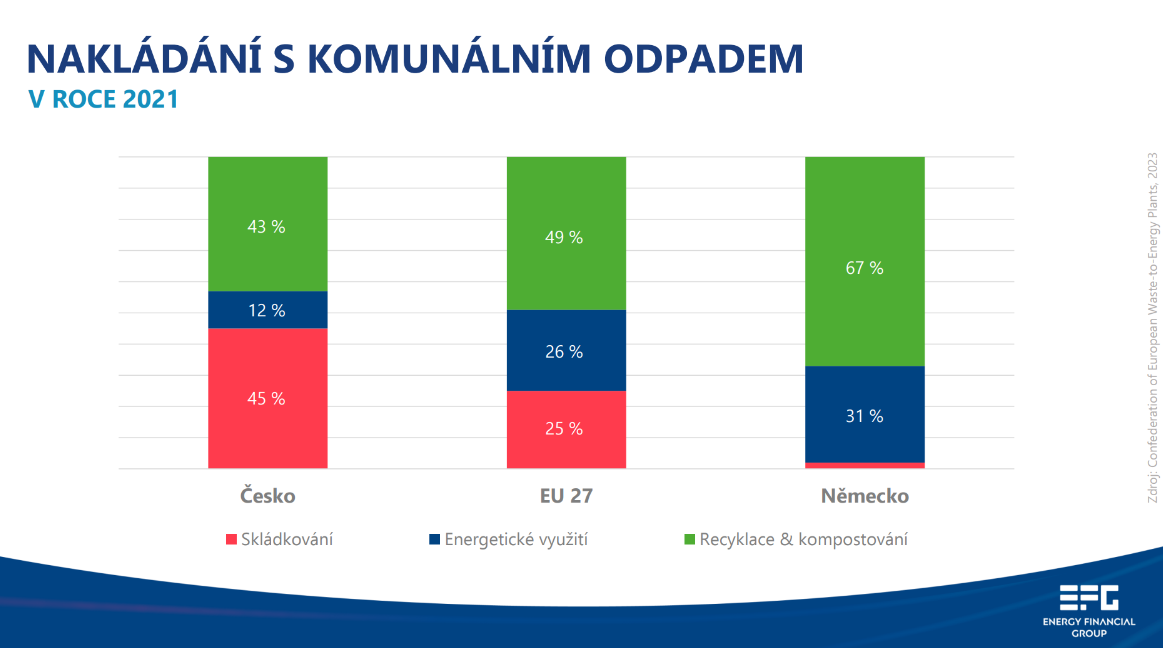 NAKLÁDÁNÍ S KOMUNÁLNÍM ODPADEM
V ROCE 2021
43 %
12 %
45 %
49 %
26 %
25 %
67 %
31 %
Česko
EU 27
Německo
Skládkování
Energetické využití
Recyklace & kompostování
Zdroj: Confederation of European Waste-to-Energy Plants, 2023
EFG
ENERGY FINANCIAL
GROUP